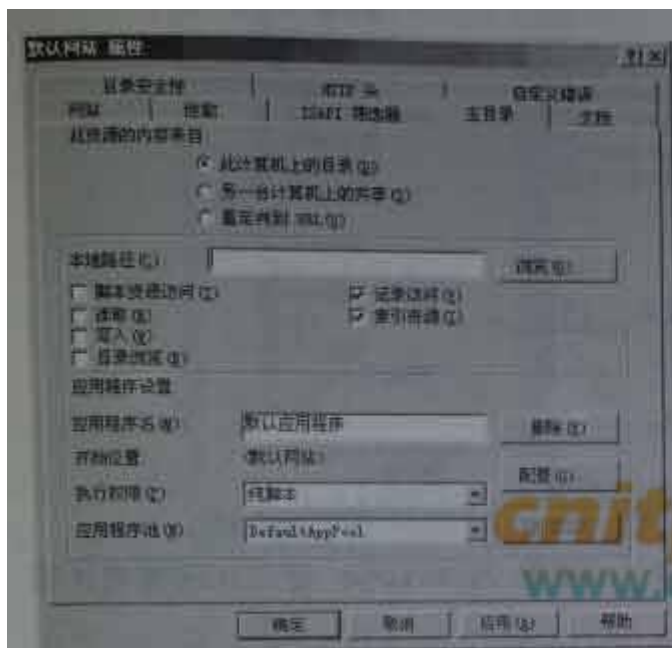 默认网站 属性
目录安全性 HTTP 头 自定义错误
网站 性能 ISAPI 筛选器 主目录 文档
此资源的内容来自
此计算机上的目录(D)
另一台计算机上的共享(S)
重定向到 URL(U)
本地路径(C): 浏览(O)...
脚本资源访问(T) 记录访问(V)
读取(R) 索引资源(I)
写入(W)
目录浏览(B)
应用程序设置
应用程序名(M) 默认应用程序 删除(E)
开始位置 <默认网站>
配置(G)...
执行权限(P) 纯脚本
应用程序池(N) DefaultAppPool
cnit
www.
确定 取消 应用(A) 帮助